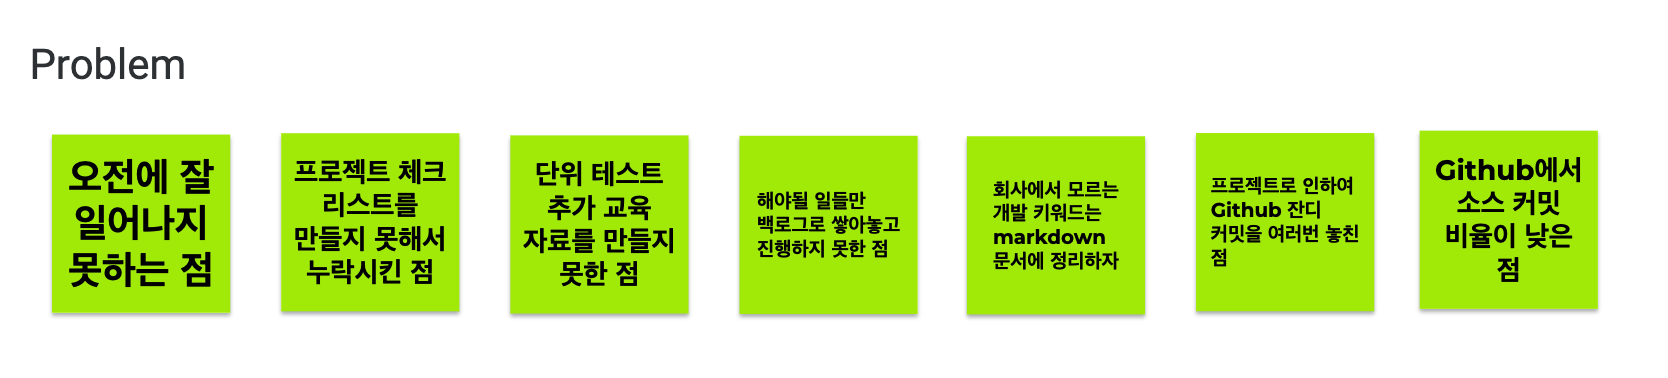 Problem
오전에 잘
일어나지
못하는 점
프로젝트 체크
리스트를
만들지 못해서
누락시킨 점
단위 테스트
추가 교육
자료를 만들지
못한 점
해야될 일들만
백로그로 쌓아놓고
진행하지 못한 점
회사에서 모르는
개발 키워드는
markdown
문서에 정리하자
프로젝트로 인하여
Github 잔디
커밋을 여러번 놓친
점
Github에서
소스 커밋
비율이 낮은
점